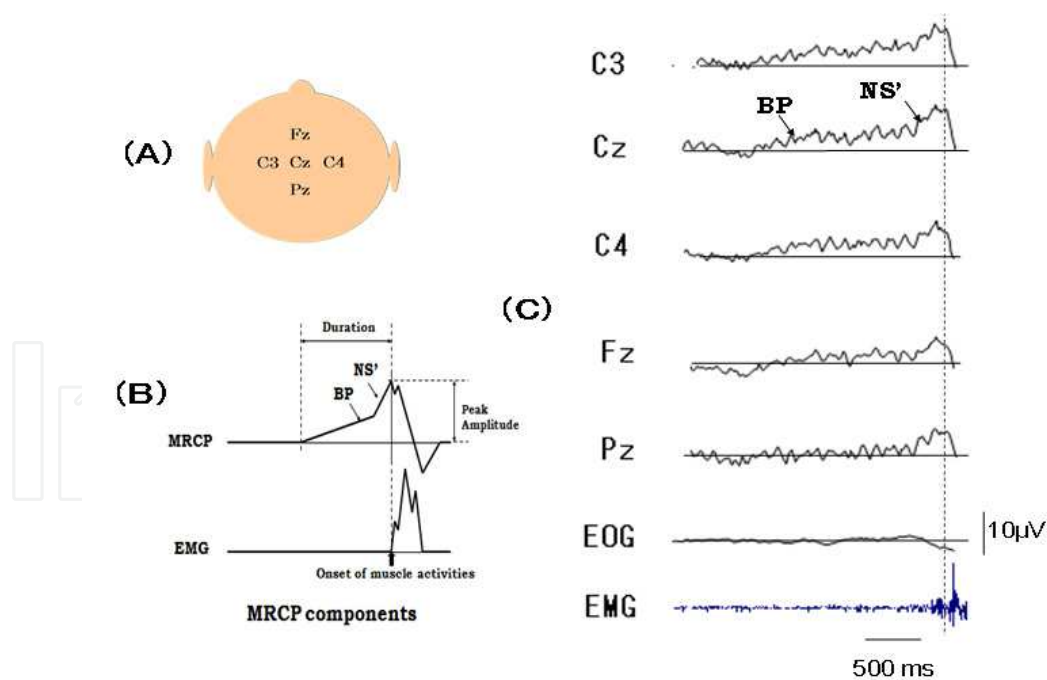 (A)
Fz
C3 Cz C4
Pz
(B)
Duration
NS'
BP
Peak
Amplitude
MRCP
EMG
Onset of muscle activities
MRCP components
(C)
C3
BP
NS'
Cz
C4
Fz
Pz
EOG
10µV
EMG
500 ms